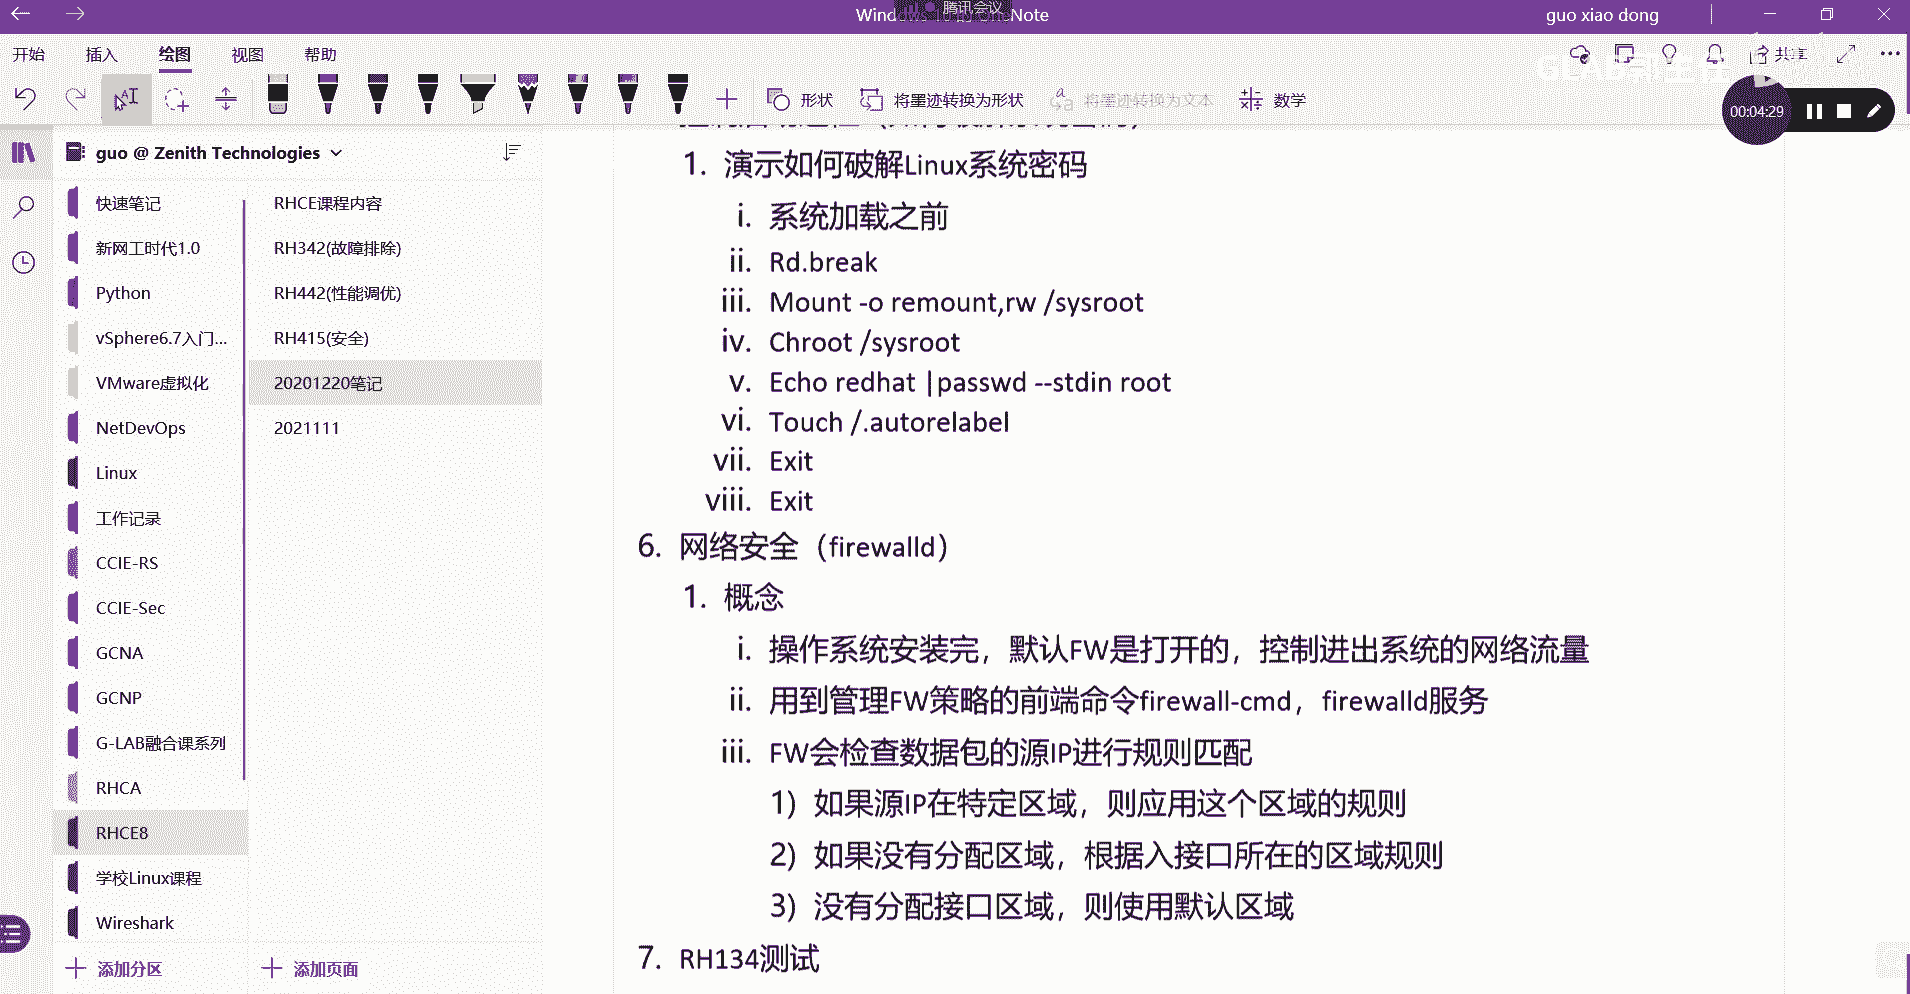 腾讯会议
guo xiao dong
开始
插入
绘图
视图
帮助
共享
形状
将墨迹转换为形状
将墨迹转换为文本
数学
00:04:29
guo @ Zenith Technologies
快速笔记
新网工时代1.0
Python
vSphere6.7入门...
VMware虚拟化
NetDevOps
Linux
工作记录
CCIE-RS
CCIE-Sec
GCNA
GCNP
G-LAB融合课系列
RHCA
RHCE8
学校Linux课程
Wireshark
添加分区
RHCE课程内容
RH342(故障排除)
RH442(性能调优)
RH415(安全)
20201220笔记
2021111
添加页面
1. 演示如何破解Linux系统密码
i. 系统加载之前
ii. Rd.break
iii. Mount -o remount,rw /sysroot
iv. Chroot /sysroot
v. Echo redhat |passwd --stdin root
vi. Touch /.autorelabel
vii. Exit
viii. Exit
6. 网络安全（firewalld）
1. 概念
i. 操作系统安装完，默认FW是打开的，控制进出系统的网络流量
ii. 用到管理FW策略的前端命令firewall-cmd，firewalld服务
iii. FW会检查数据包的源IP进行规则匹配
1) 如果源IP在特定区域，则应用这个区域的规则
2) 如果没有分配区域，根据入接口所在的区域规则
3) 没有分配接口区域，则使用默认区域
7. RH134测试